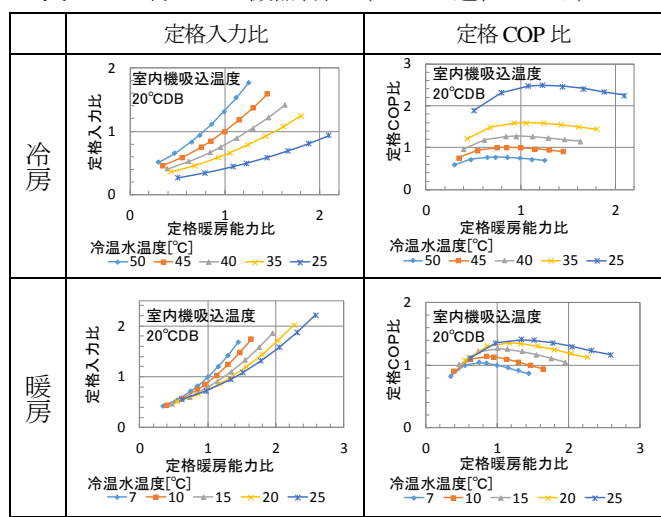 定格入力比
定格 COP 比
冷房
室内機吸込温度
20℃DB
定格入力比
2
1
0
0
1
2
定格暖房能力比
冷温水温度[℃]
50 45 40 35 25
室内機吸込温度
20℃DB
定格COP比
3
2
1
0
0
1
2
定格暖房能力比
冷温水温度[℃]
50 45 40 35 25
暖房
室内機吸込温度
20℃DB
定格入力比
2
1
0
0
1
2
3
定格暖房能力比
冷温水温度[℃]
7 10 15 20 25
室内機吸込温度
20℃DB
定格COP比
2
1
0
0
1
2
3
定格暖房能力比
冷温水温度[℃]
7 10 15 20 25